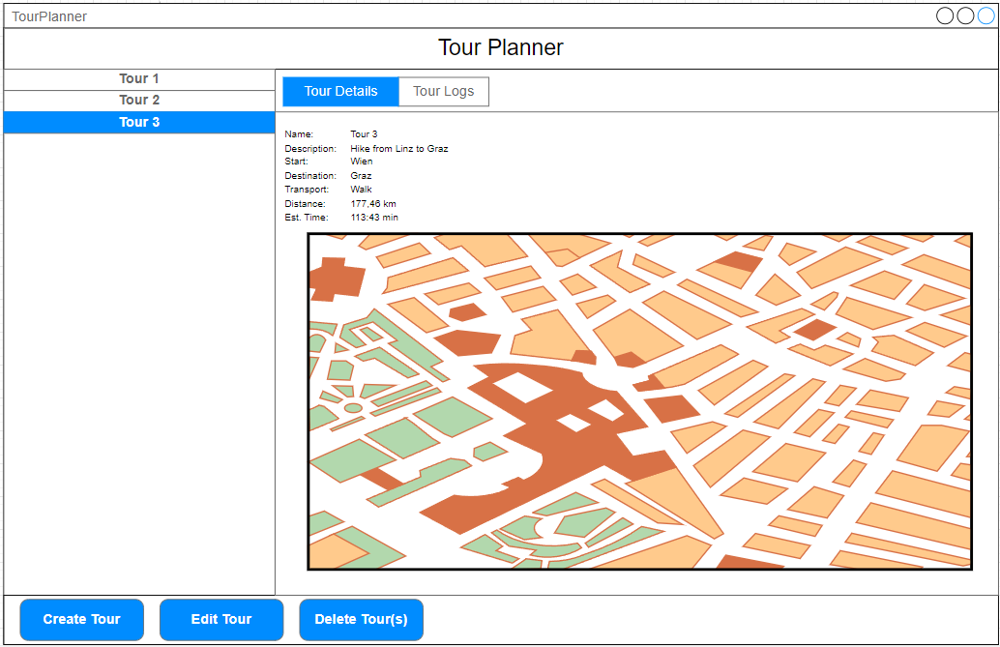 TourPlanner
Tour Planner
Tour 1
Tour 2
Tour 3
Tour Details Tour Logs
Name: Tour 3
Description: Hike from Linz to Graz
Start: Wien
Destination: Graz
Transport: Walk
Distance: 177,46 km
Est. Time: 113:43 min
Create Tour Edit Tour Delete Tour(s)